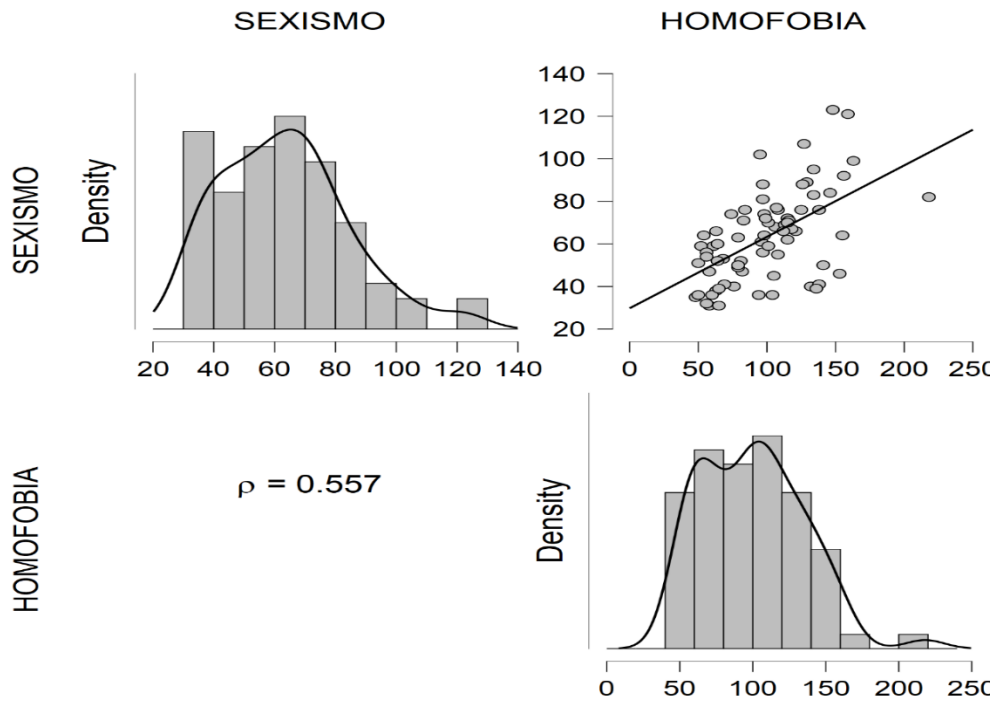 SEXISMO HOMOFOBIA
SEXISMO
Density
140
120
100
80
60
40
20
20 40 60 80 100 120 140
0 50 100 150 200 250
HOMOFOBIA
ρ = 0.557
Density
0 50 100 150 200 250